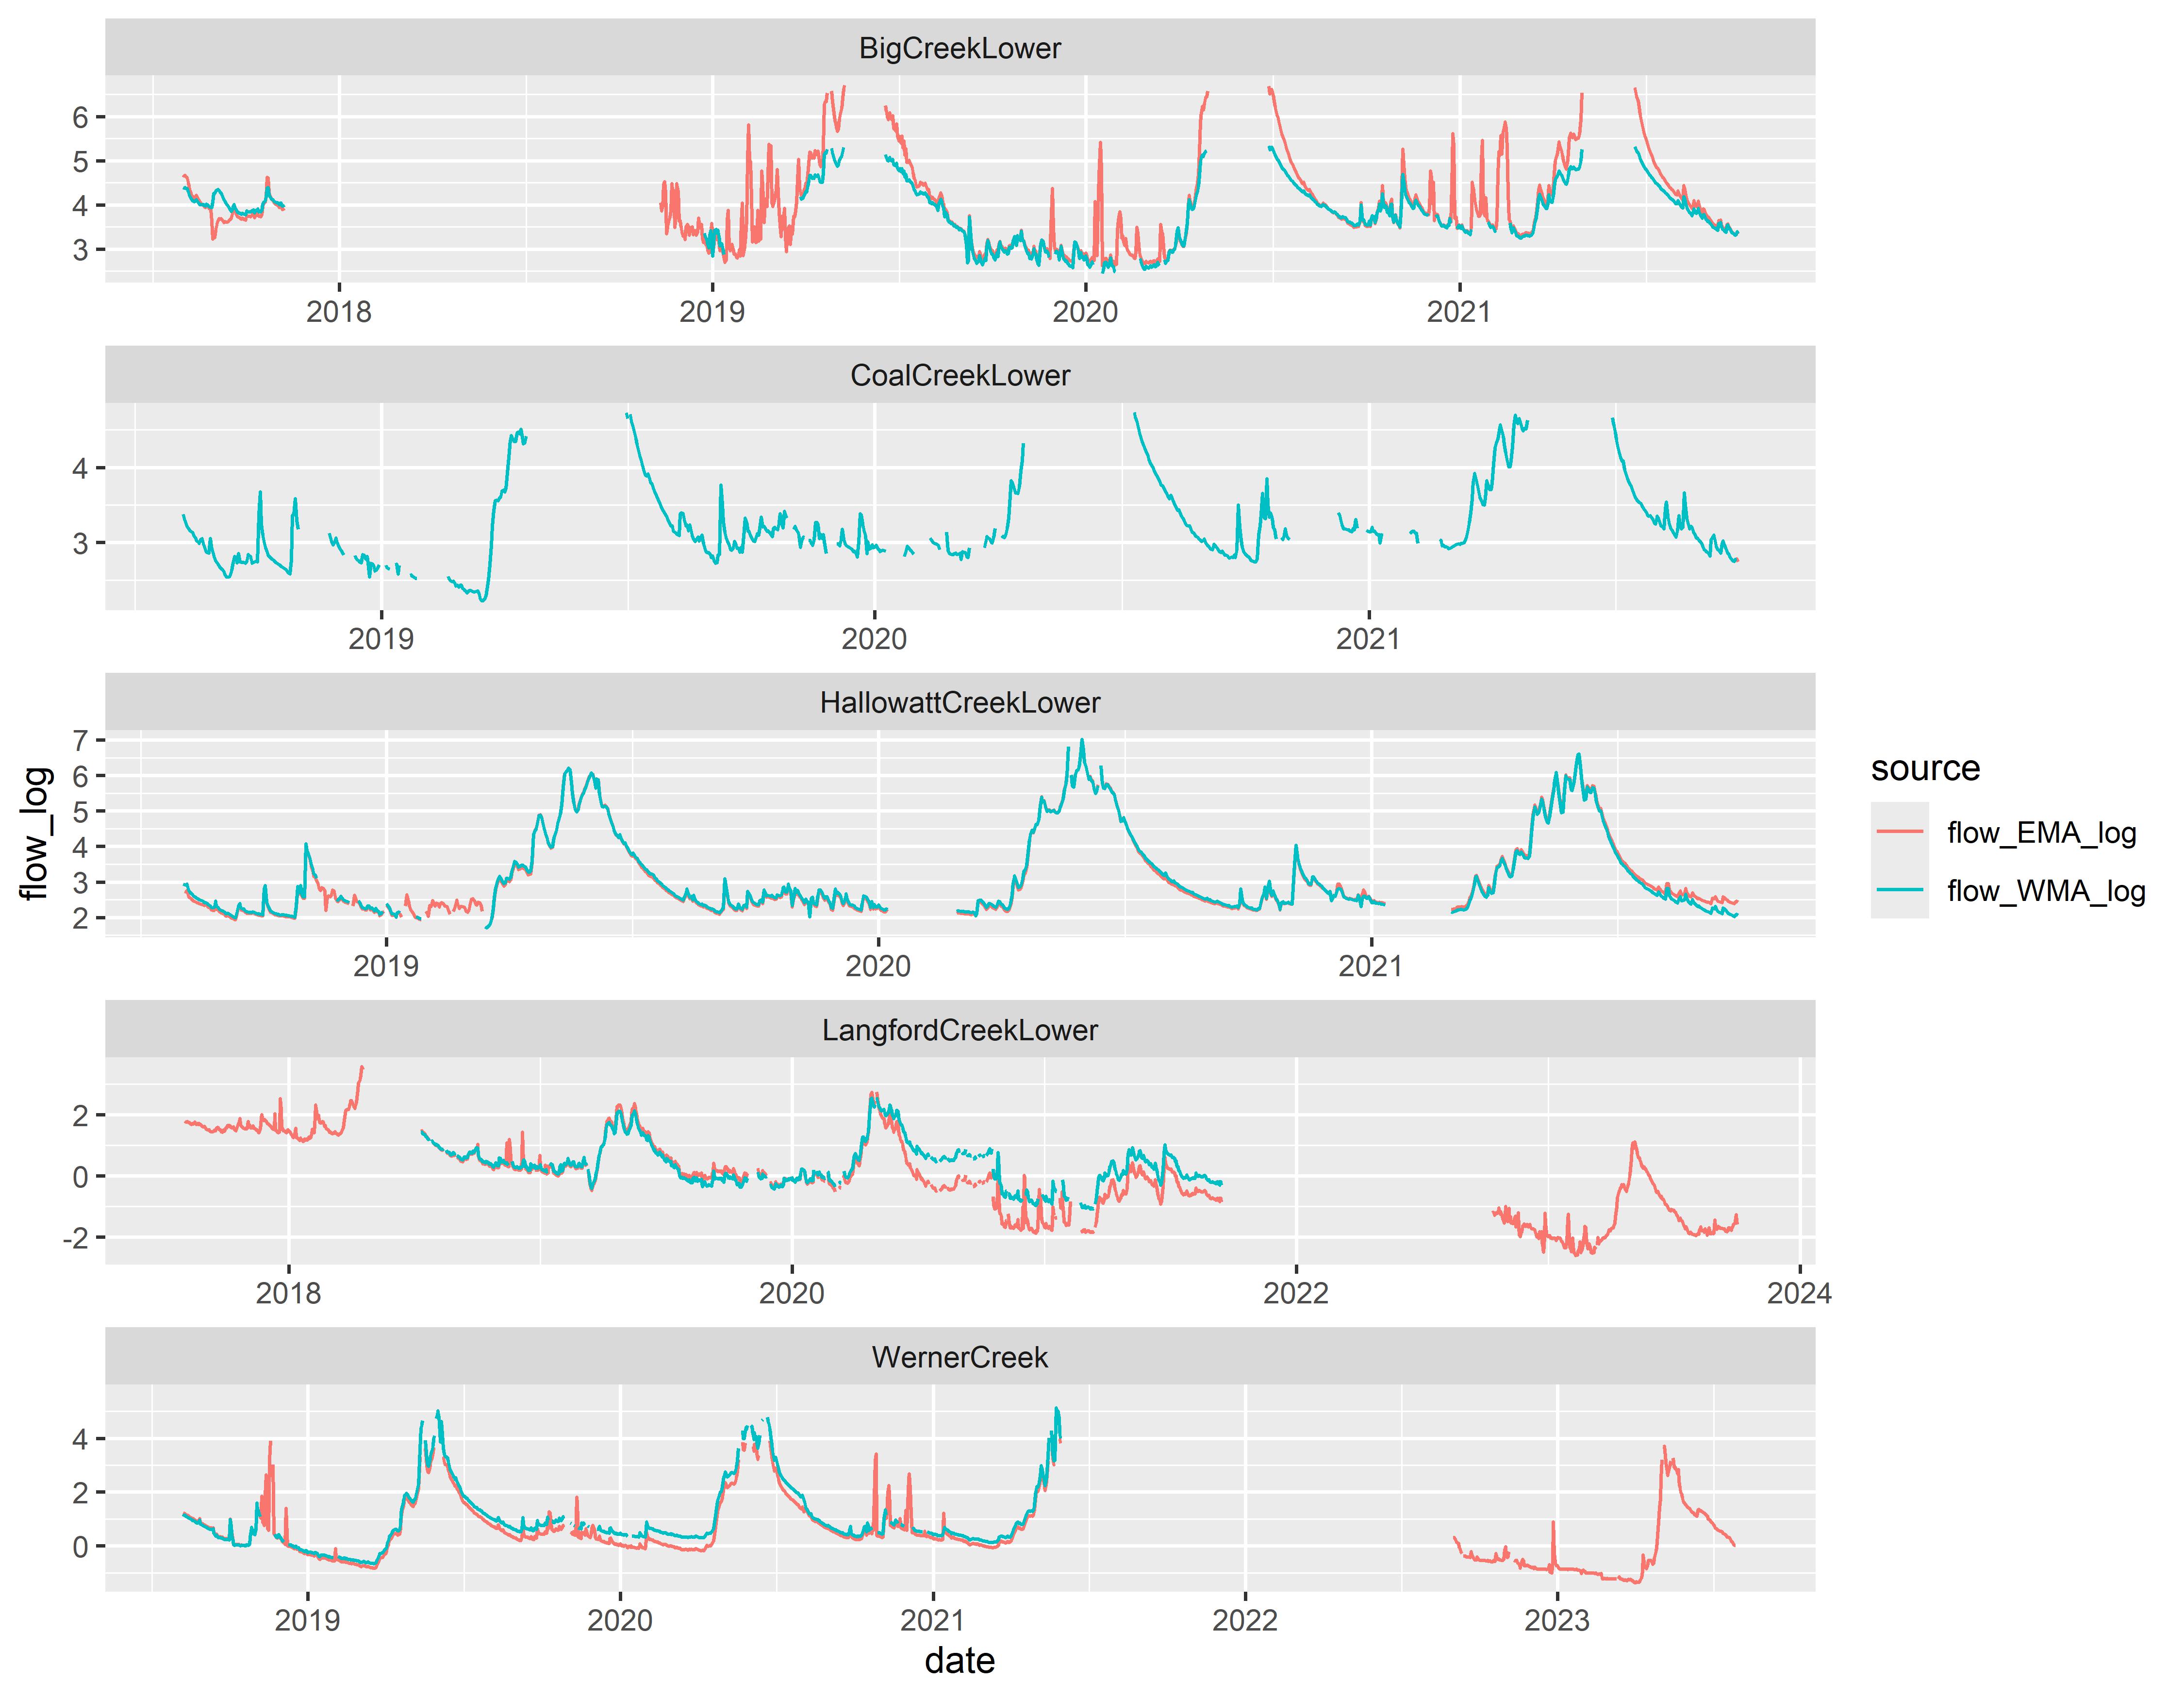 BigCreekLower
6
5
4
3
2018 2019 2020 2021
CoalCreekLower
4
3
2019 2020 2021
HallowattCreekLower
7
6
5
4
3
2
2019 2020 2021
LangfordCreekLower
2
0
-2
2018 2020 2022 2024
WernerCreek
4
2
0
2019 2020 2021 2022 2023
date
flow_log
source
flow_EMA_log
flow_WMA_log